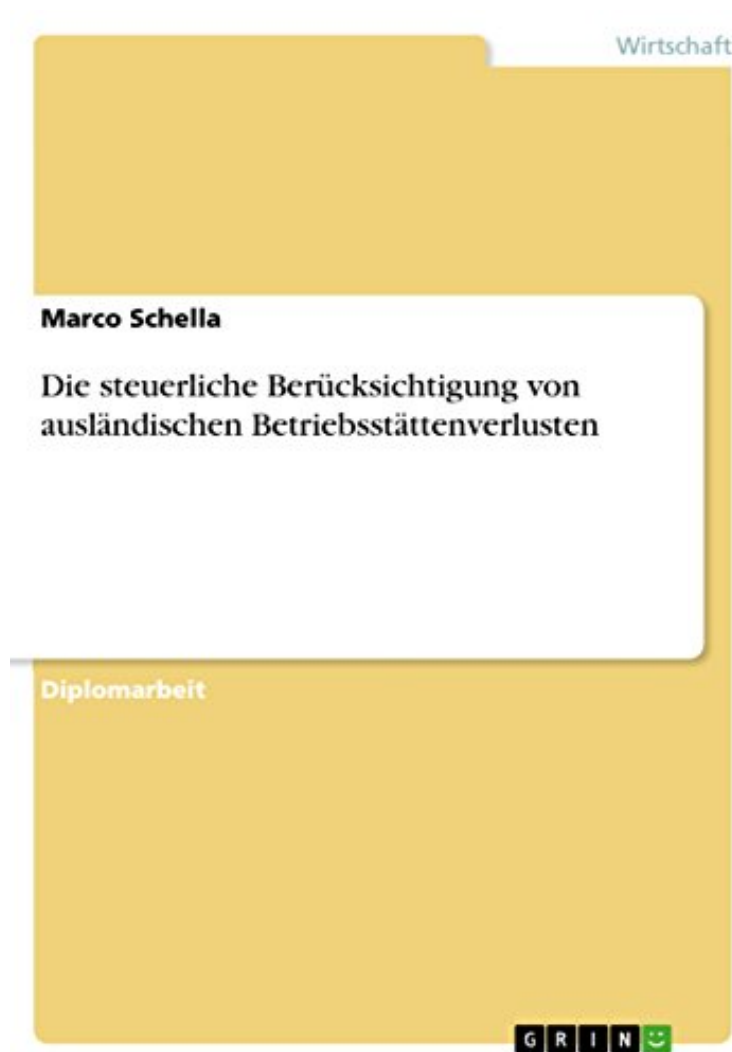 Wirtschaft
Marco Schella
Die steuerliche Berücksichtigung von
ausländischen Betriebsstättenverlusten
Diplomarbeit
GRIN